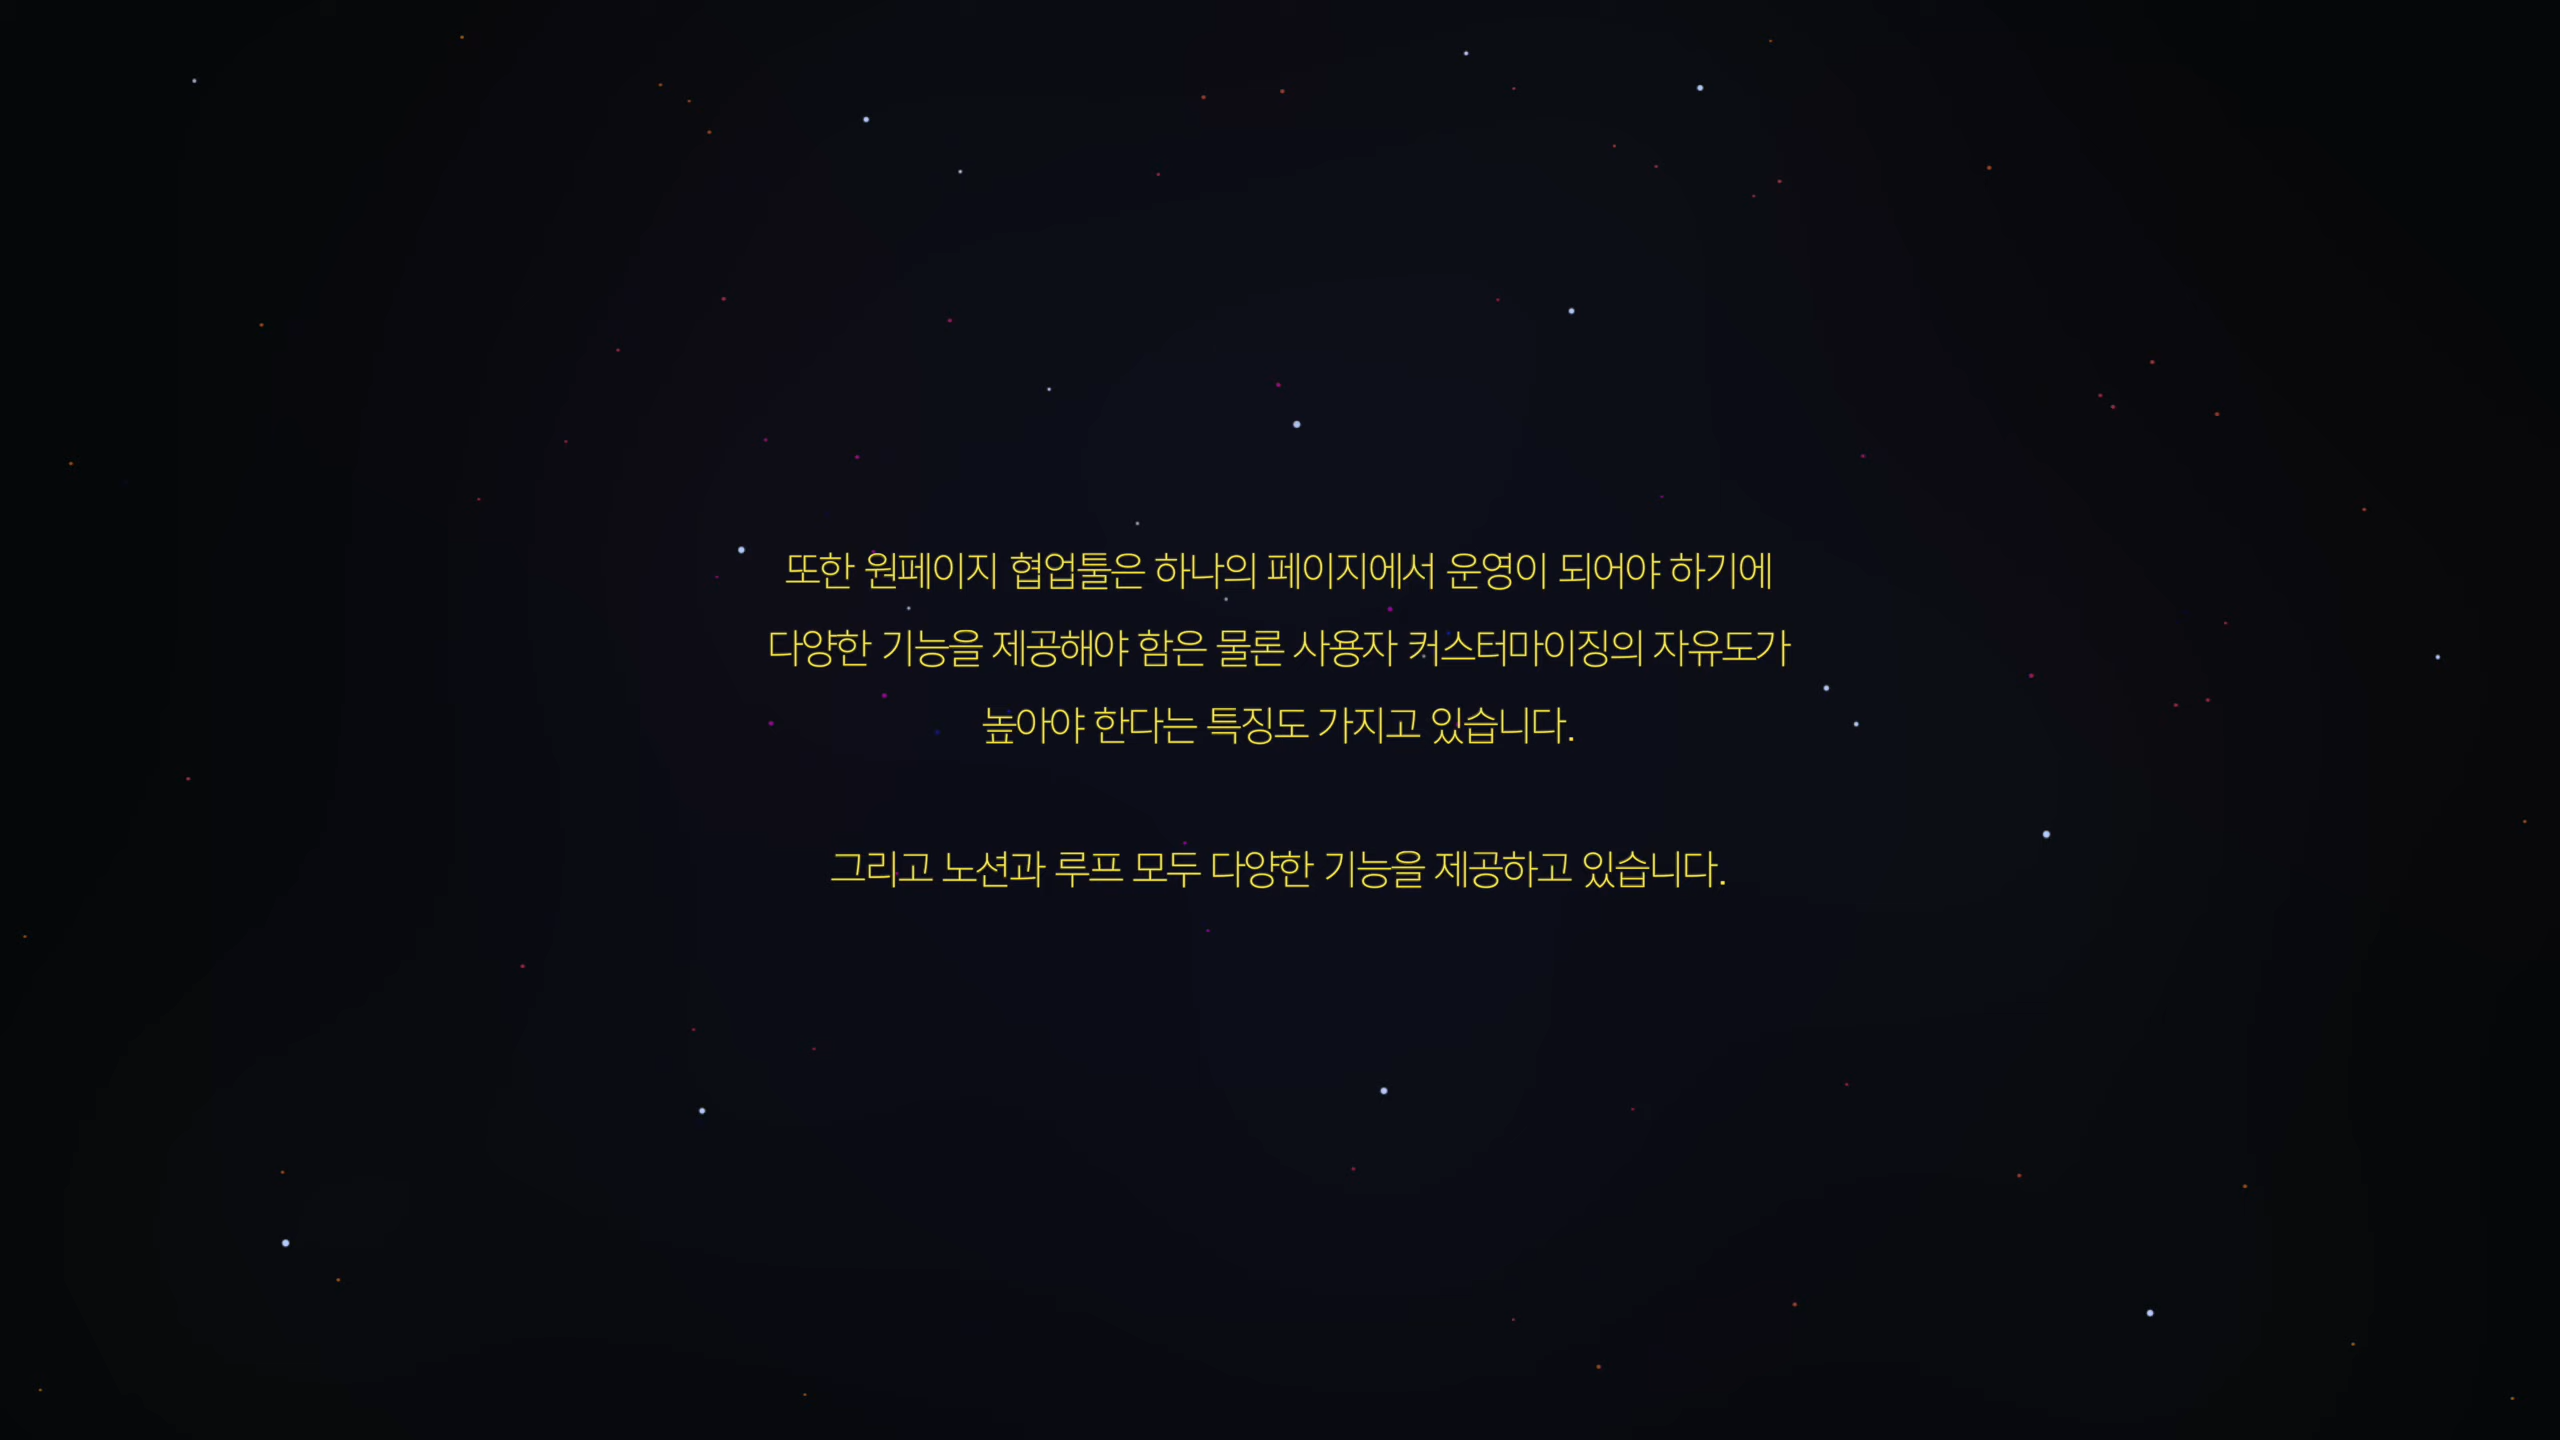 또한 원페이지 협업툴은 하나의 페이지에서 운영이 되어야 하기에
다양한 기능을 제공해야 함은 물론 사용자 커스터마이징의 자유도가
높아야 한다는 특징도 가지고 있습니다.
그리고 노션과 루프 모두 다양한 기능을 제공하고 있습니다.